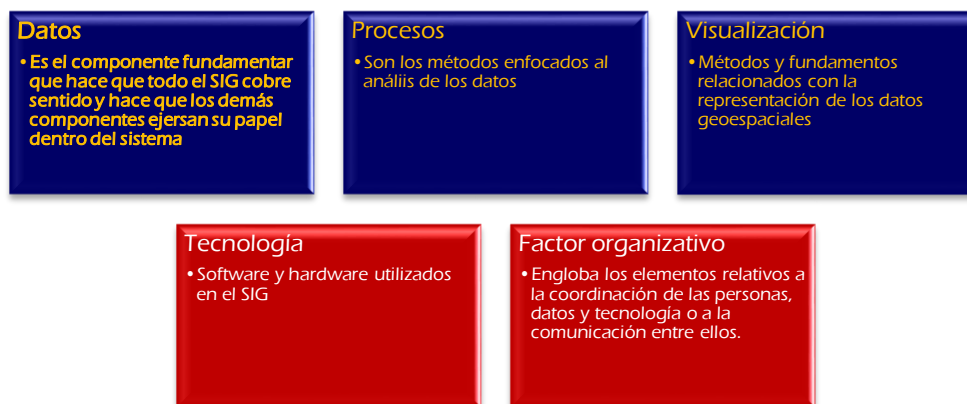 Datos
• Es el componente fundamentar
que hace que todo el SIG cobre
sentido y hace que los demás
componentes ejersan su papel
dentro del sistema
Procesos
• Son los métodos enfocados al
análiis de los datos
Visualización
• Métodos y fundamentos
relacionados con la
representación de los datos
geoespaciales
Tecnología
• Software y hardware utilizados
en el SIG
Factor organizativo
• Engloba los elementos relativos a
la coordinación de las personas,
datos y tecnología o a la
comunicación entre ellos.